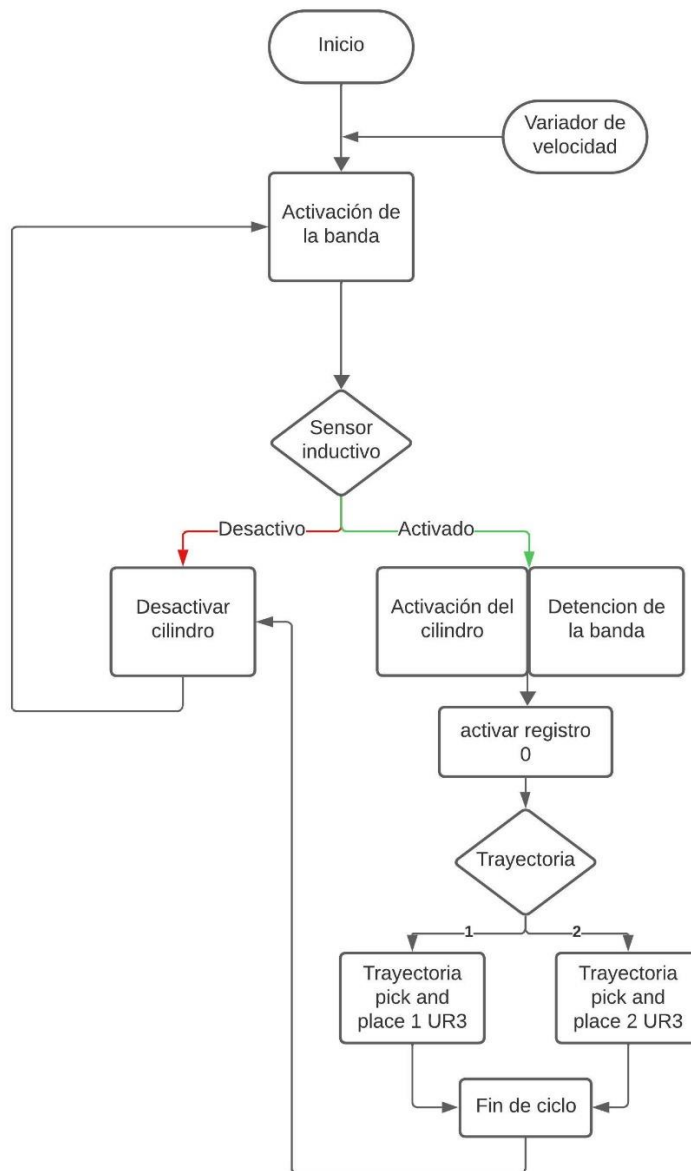 Inicio
Variador de
velocidad
Activación de
la banda
Sensor
inductivo
Desactivo
Activado
Desactivar
cilindro
Activación del
cilindro
Detencion de
la banda
activar registro
0
Trayectoria
1
2
Trayectoria
pick and
place 1 UR3
Trayectoria
pick and
place 2 UR3
Fin de ciclo